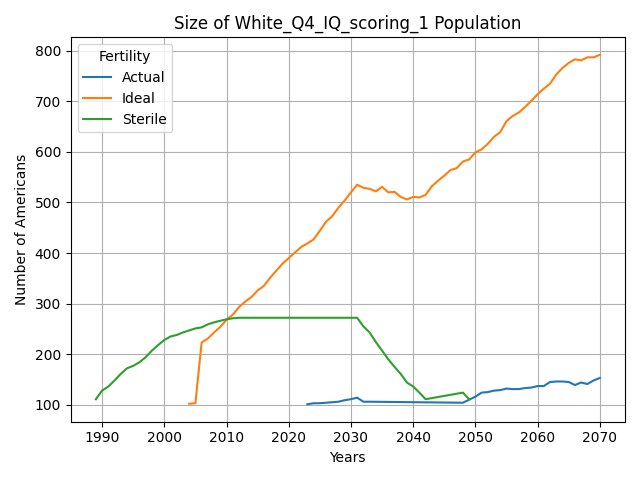 Size of White_Q4_IQ_scoring_1 Population
Fertility
Actual
Ideal
Sterile
Number of Americans
800
700
600
500
400
300
200
100
1990 2000 2010 2020 2030 2040 2050 2060 2070
Years